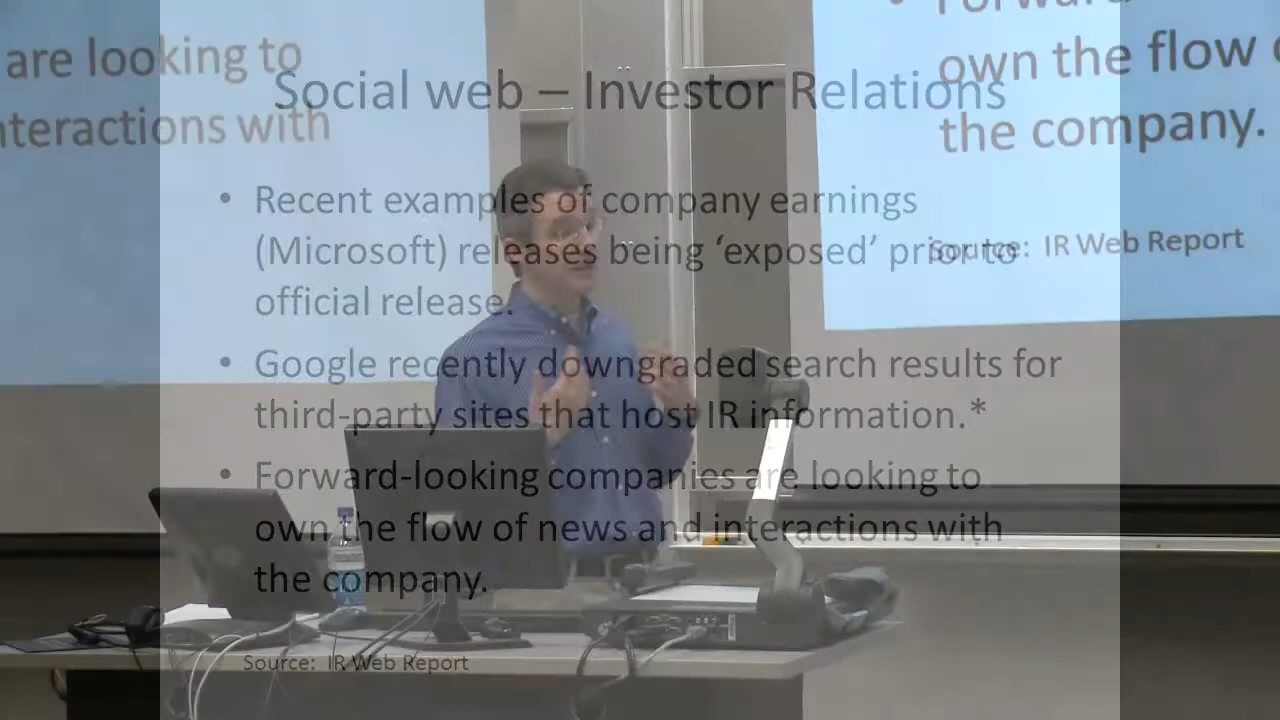 are looking to
nteractions with
Forward
own the flow
the company.
Source: IR Web Report
Social web – Investor Relations
• Recent examples of company earnings
(Microsoft) releases being ‘exposed’ prior to
official release.
• Google recently downgraded search results for
third-party sites that host IR information.*
• Forward-looking companies are looking to
own the flow of news and interactions with
the company.
Source: IR Web Report